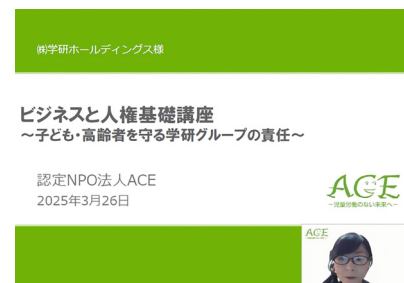 ㈱学研ホールディングス様
ビジネスと人権基礎講座
～子ども・高齢者を守る学研グループの責任～
認定NPO法人ACE
2025年3月26日
ACE
～児童労働のない未来へ～
ACE